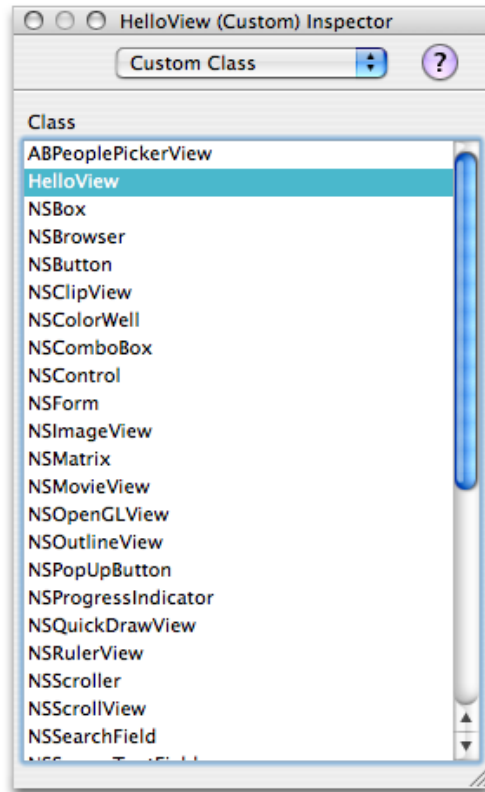 HelloView (Custom) Inspector
Custom Class
?
Class
ABPeoplePickerView
HelloView
NSBox
NSBrowser
NSButton
NSClipView
NSColorWell
NSComboBox
NSControl
NSForm
NSImageView
NSMatrix
NSMovieView
NSOpenGLView
NSOutlineView
NSPopUpButton
NSProgressIndicator
NSQuickDrawView
NSRulerView
NSScroller
NSScrollView
NSSearchField